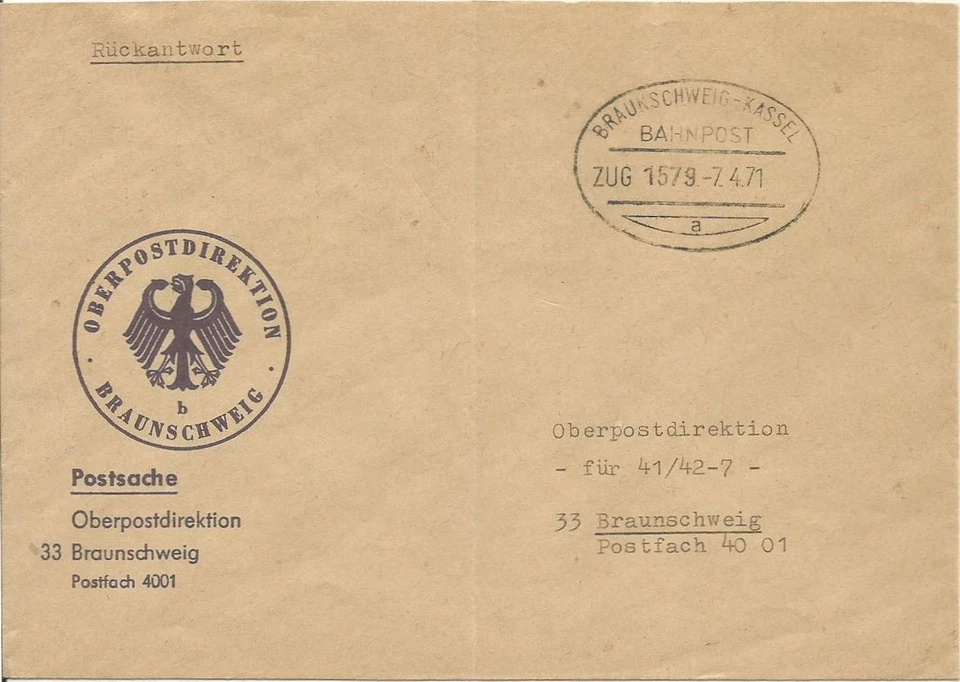 Rückantwort
BRAUNSCHWEIG-KASSEL
BAHNPOST
ZUG 1579 -7.4.71
a
OBERPOSTDIREKTION
b
BRAUNSCHWEIG
Postsache
Oberpostdirektion
33 Braunschweig
Postfach 4001
Oberpostdirektion
- für 41/42-7 -
33 Braunschweig
Postfach 40 01